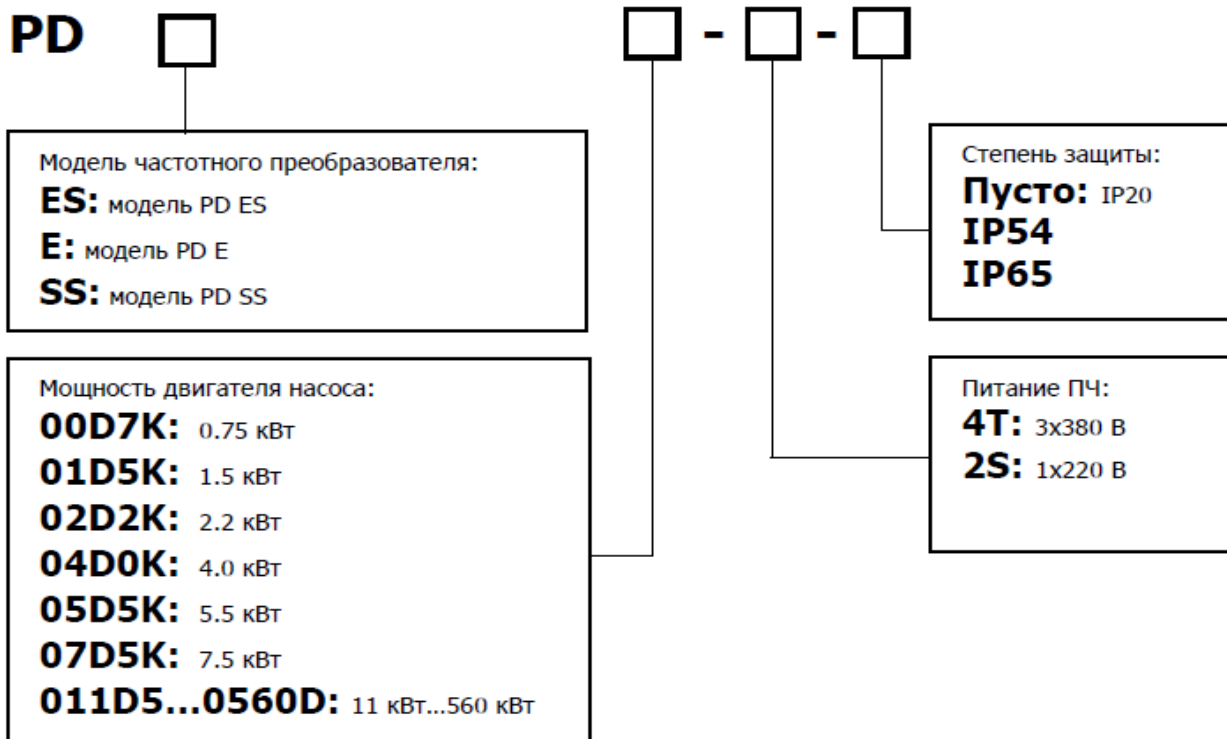 PD - -
Модель частотного преобразователя:
ES: модель PD ES
E: модель PD E
SS: модель PD SS
Степень защиты:
Пусто: IP20
IP54
IP65
Мощность двигателя насоса:
00D7K: 0.75 кВт
01D5K: 1.5 кВт
02D2K: 2.2 кВт
04D0K: 4.0 кВт
05D5K: 5.5 кВт
07D5K: 7.5 кВт
011D5...0560D: 11 кВт...560 кВт
Питание ПЧ:
4T: 3x380 В
2S: 1x220 В